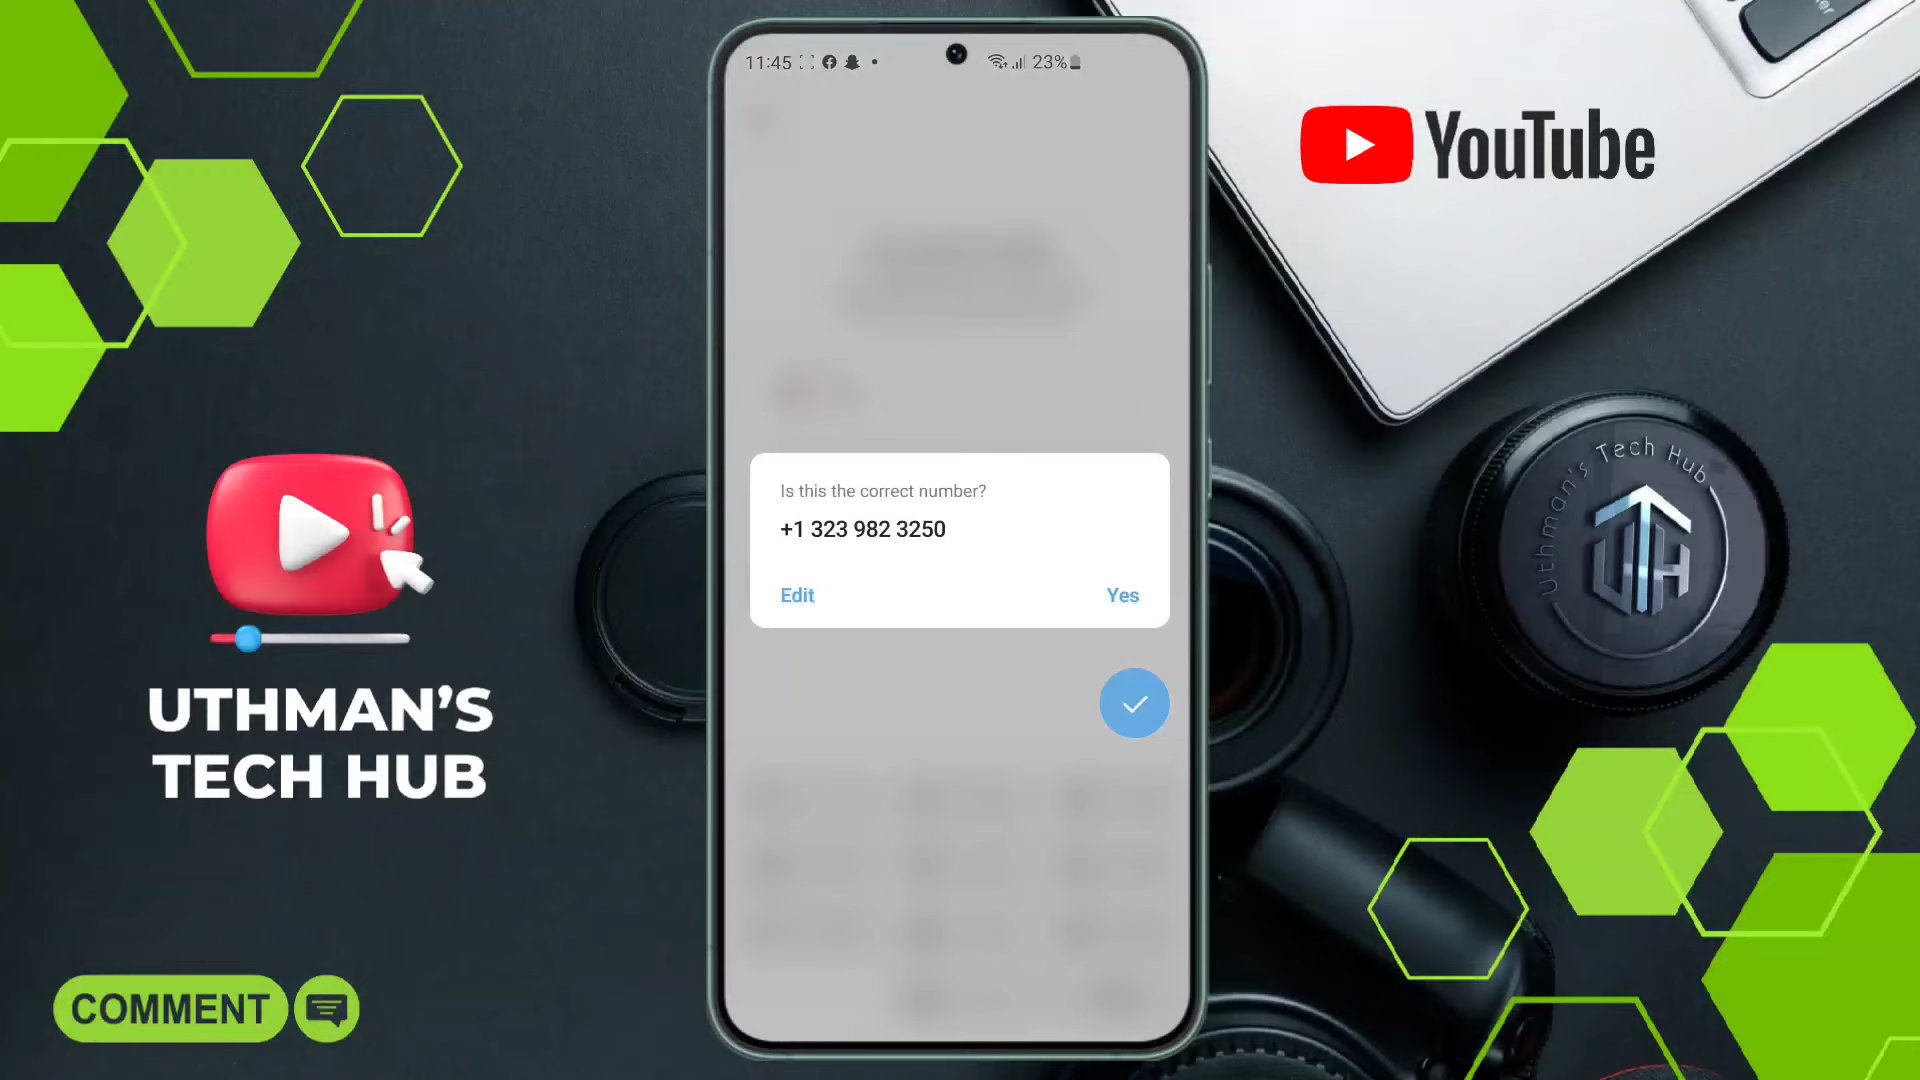 11:45
23%
YouTube
Is this the correct number?
+1 323 982 3250
Edit
Yes
Uthman's Tech Hub
UTH
UTHMAN'S
TECH HUB
COMMENT